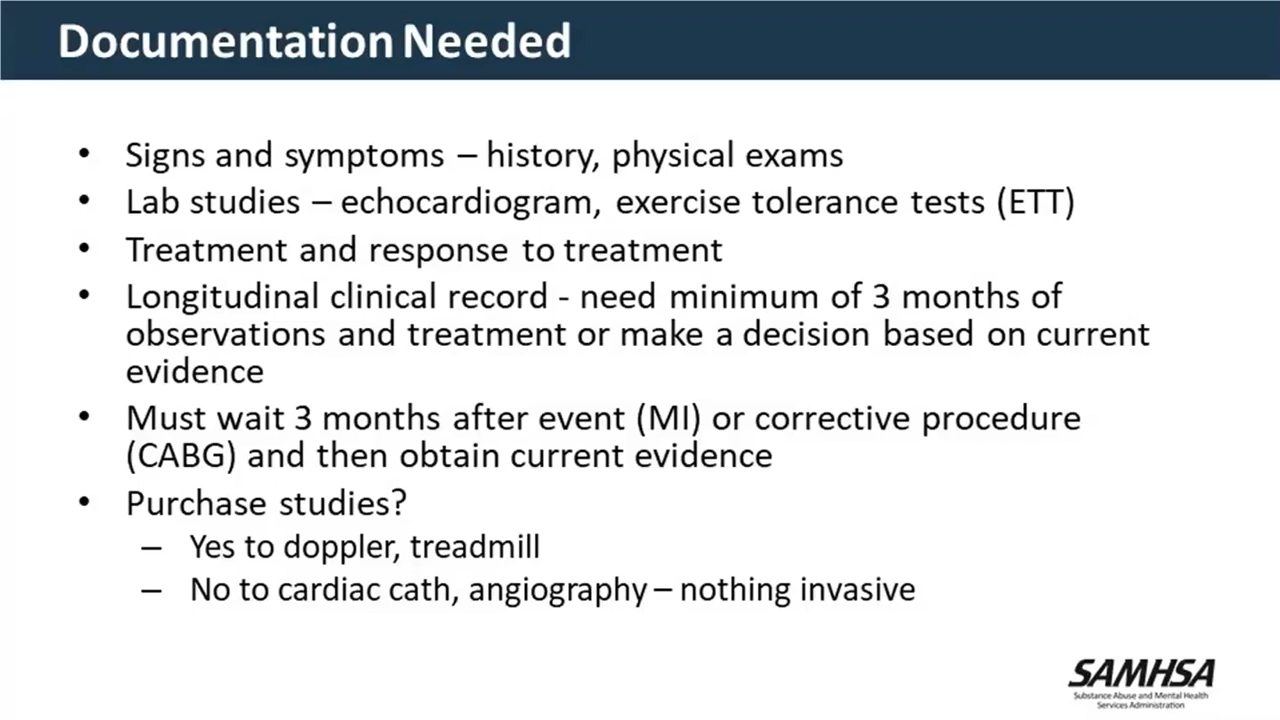 Documentation Needed
• Signs and symptoms – history, physical exams
• Lab studies – echocardiogram, exercise tolerance tests (ETT)
• Treatment and response to treatment
• Longitudinal clinical record - need minimum of 3 months of
observations and treatment or make a decision based on current
evidence
• Must wait 3 months after event (MI) or corrective procedure
(CABG) and then obtain current evidence
• Purchase studies?
– Yes to doppler, treadmill
– No to cardiac cath, angiography – nothing invasive
SAMHSA
Substance Abuse and Mental Health
Services Administration